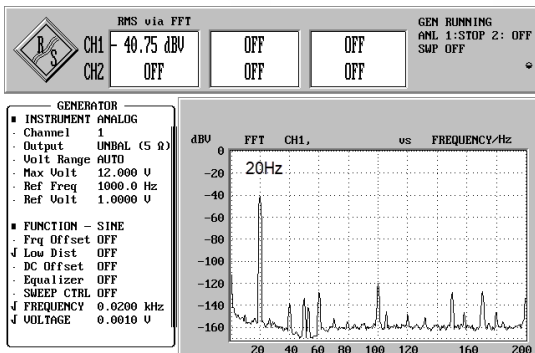 RMS via FFT
CH1 - 40.75 dBV OFF OFF
CH2 OFF OFF OFF
GEN RUNNING
ANL 1:STOP 2: OFF
SWP OFF
R
S
GENERATOR
INSTRUMENT ANALOG
Channel 1
Output UNBAL (5 Ω)
Volt Range AUTO
Max Volt 12.000 V
Ref Freq 1000.0 Hz
Ref Volt 1.0000 V
FUNCTION - SINE
Frq Offset OFF
Low Dist OFF
DC Offset OFF
Equalizer OFF
SWEEP CTRL OFF
FREQUENCY 0.0200 kHz
VOLTAGE 0.0010 V
dBV FFT CH1, vs FREQUENCY/Hz
20Hz
0
-20
-40
-60
-80
-100
-120
-140
-160
20 40 60 80 100 120 160 200